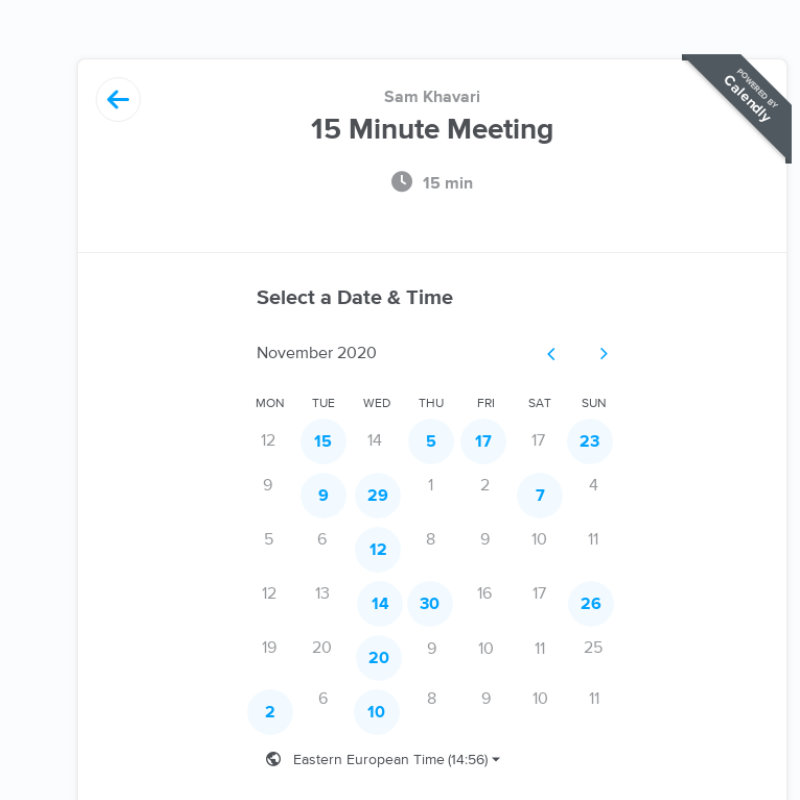 POWERED BY
Calendly
Sam Khavari
15 Minute Meeting
15 min
Select a Date & Time
November 2020
MON TUE WED THU FRI SAT SUN
12 15 14 5 17 17 23
9 9 29 1 2 7 4
5 6 12 8 9 10 11
12 13 14 30 16 17 26
19 20 20 9 10 11 25
2 6 10 8 9 10 11
Eastern European Time (14:56)